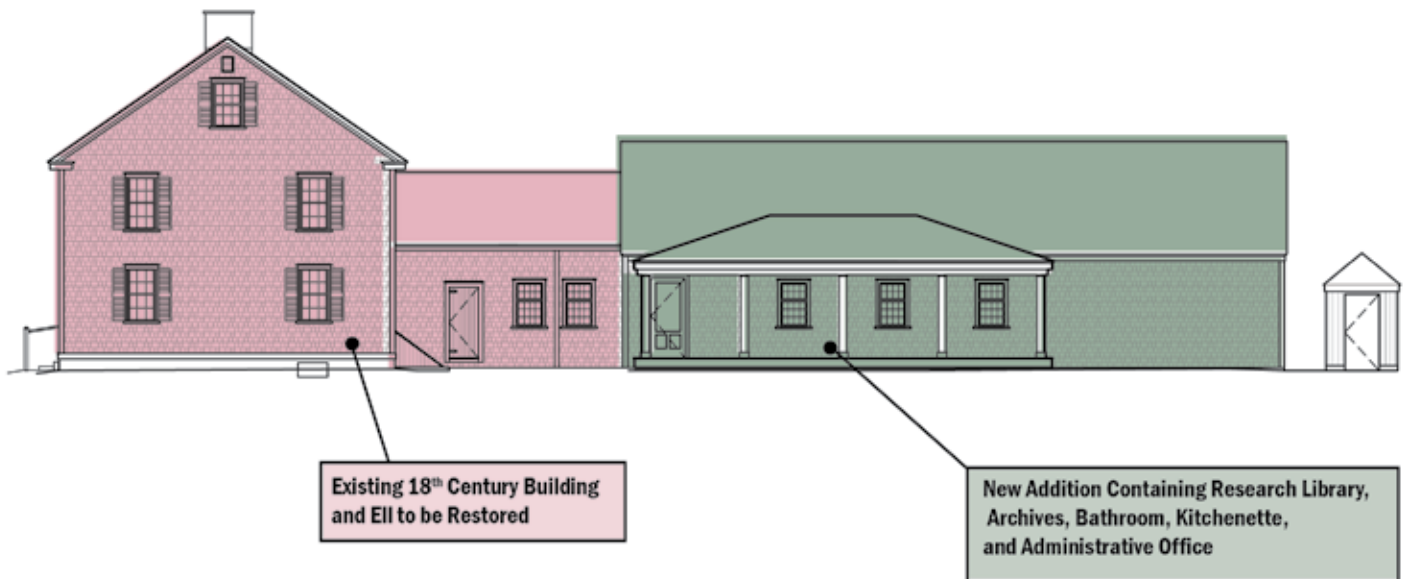 Existing 18th Century Building
and Ell to be Restored
New Addition Containing Research Library,
Archives, Bathroom, Kitchenette,
and Administrative Office